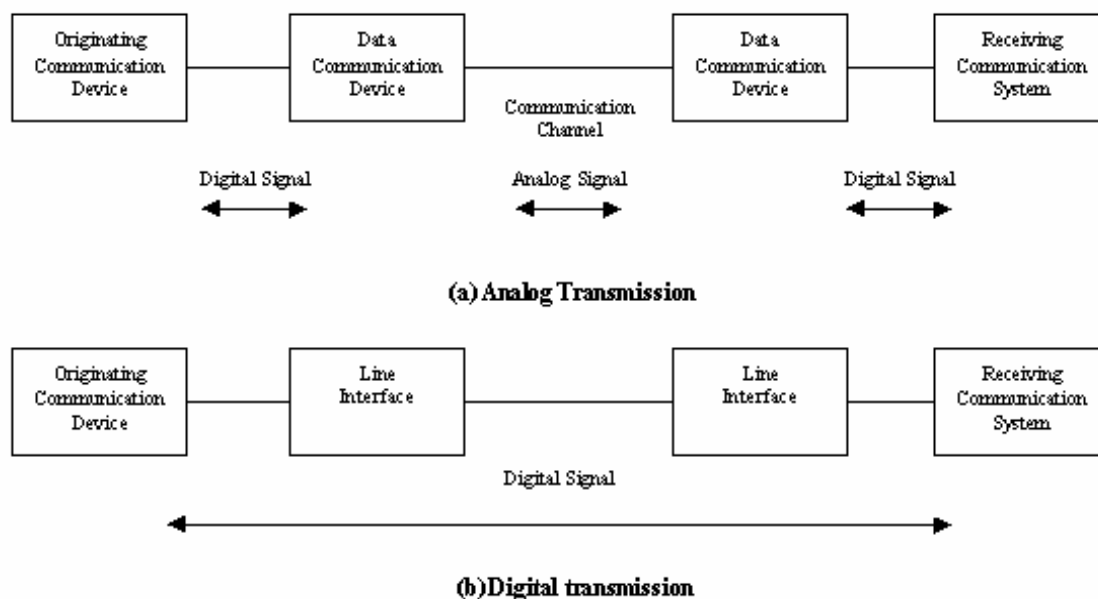 Originating
Communication
Device
Data
Communication
Device
Data
Communication
Device
Receiving
Communication
System
Communication
Channel
Digital Signal
Analog Signal
Digital Signal
(a) Analog Transmission
Originating
Communication
Device
Line
Interface
Line
Interface
Receiving
Communication
System
Digital Signal
(b)Digital transmission